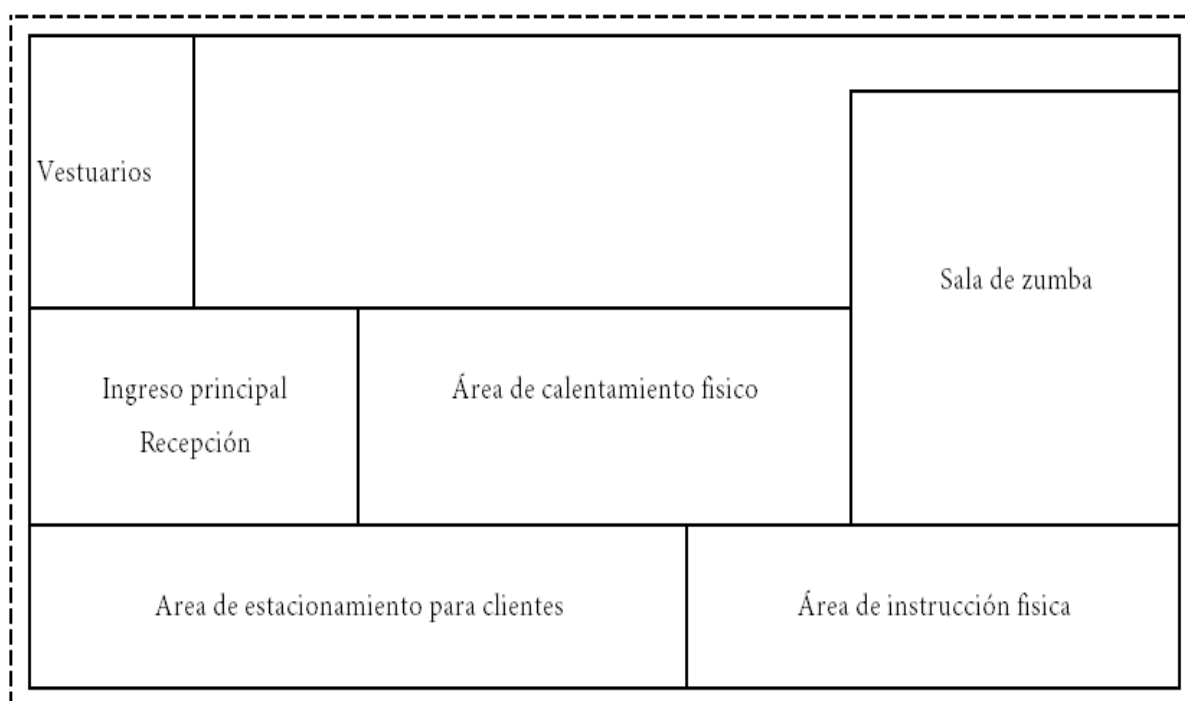 Vestuarios
Sala de zumba
Ingreso principal
Recepción
Área de calentamiento fisico
Area de estacionamiento para clientes
Área de instrucción fisica